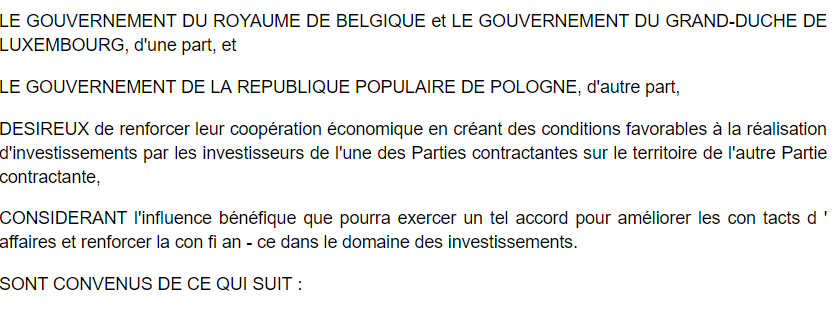 LE GOUVERNEMENT DU ROYAUME DE BELGIQUE et LE GOUVERNEMENT DU GRAND-DUCHE DE
LUXEMBOURG, d'une part, et
LE GOUVERNEMENT DE LA REPUBLIQUE POPULAIRE DE POLOGNE, d'autre part,
DESIREUX de renforcer leur coopération économique en créant des conditions favorables à la réalisation
d'investissements par les investisseurs de l'une des Parties contractantes sur le territoire de l'autre Partie
contractante,
CONSIDERANT l'influence bénéfique que pourra exercer un tel accord pour améliorer les con tacts d '
affaires et renforcer la con fi an - ce dans le domaine des investissements.
SONT CONVENUS DE CE QUI SUIT :